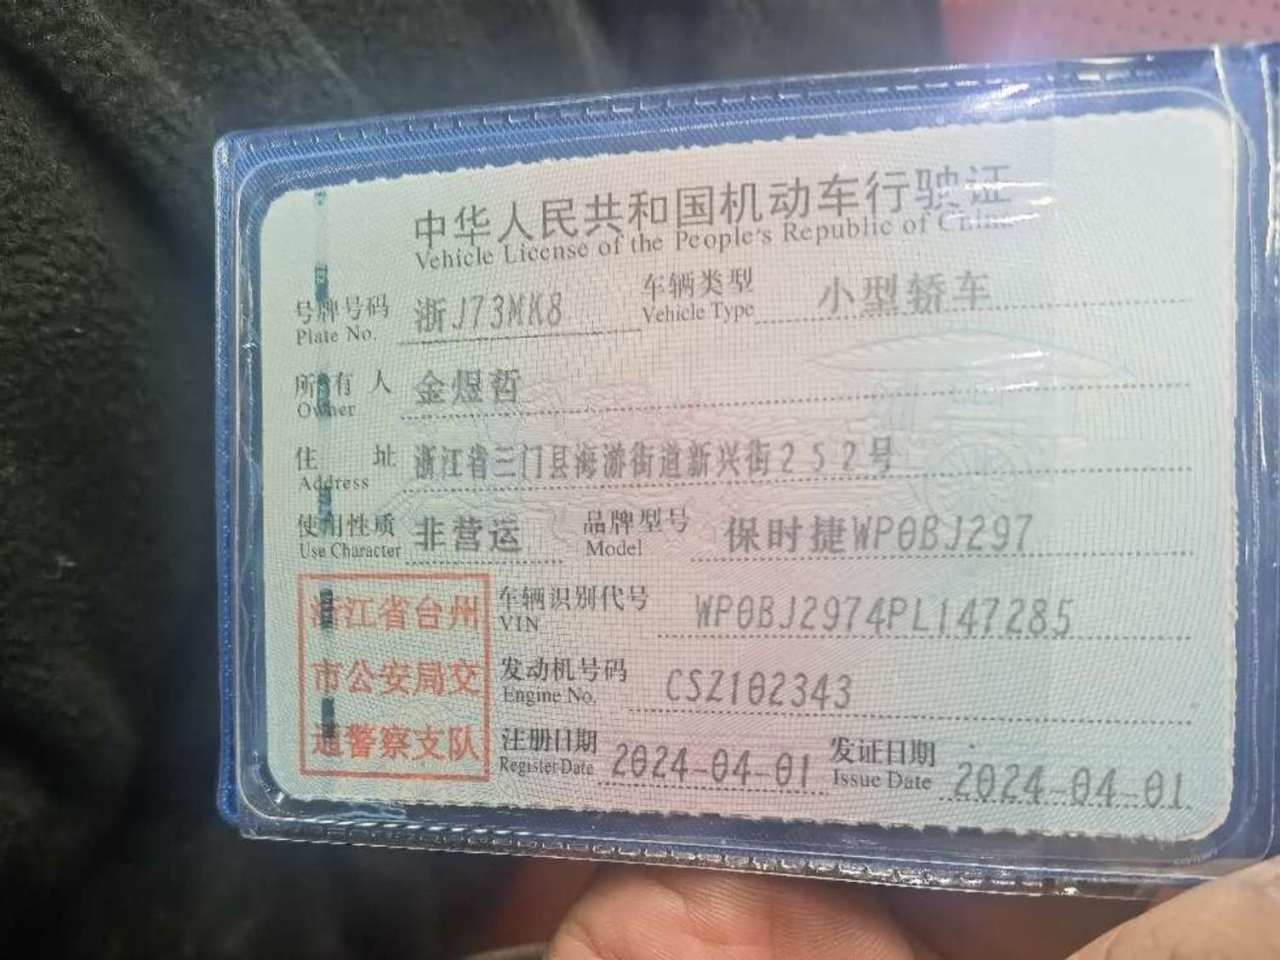 中华人民共和国机动车行驶证
Vehicle License of the People's Republic of China
号牌号码 浙J73MK8 车辆类型 小型轿车
Plate No. Vehicle Type
所有人 金煜哲
Owner
住址 浙江省三门县海游街道新兴街252号
Address
使用性质 非营运 品牌型号 保时捷WP0BJ297
Use Character Model
浙江省台州 车辆识别代号 WP0BJ2974PL147285
VIN
市公安局交 发动机号码 CSZ102343
Engine No.
通警察支队 注册日期 2024-04-01 发证日期 2024-04-01
Register Date Issue Date